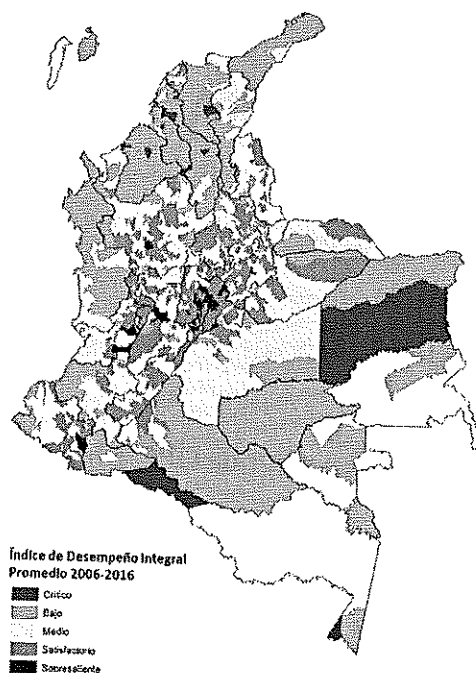 Índice de Desempeño Integral
Promedio 2006-2016
Crítico
Bajo
Medio
Satisfactorio
Sobresaliente